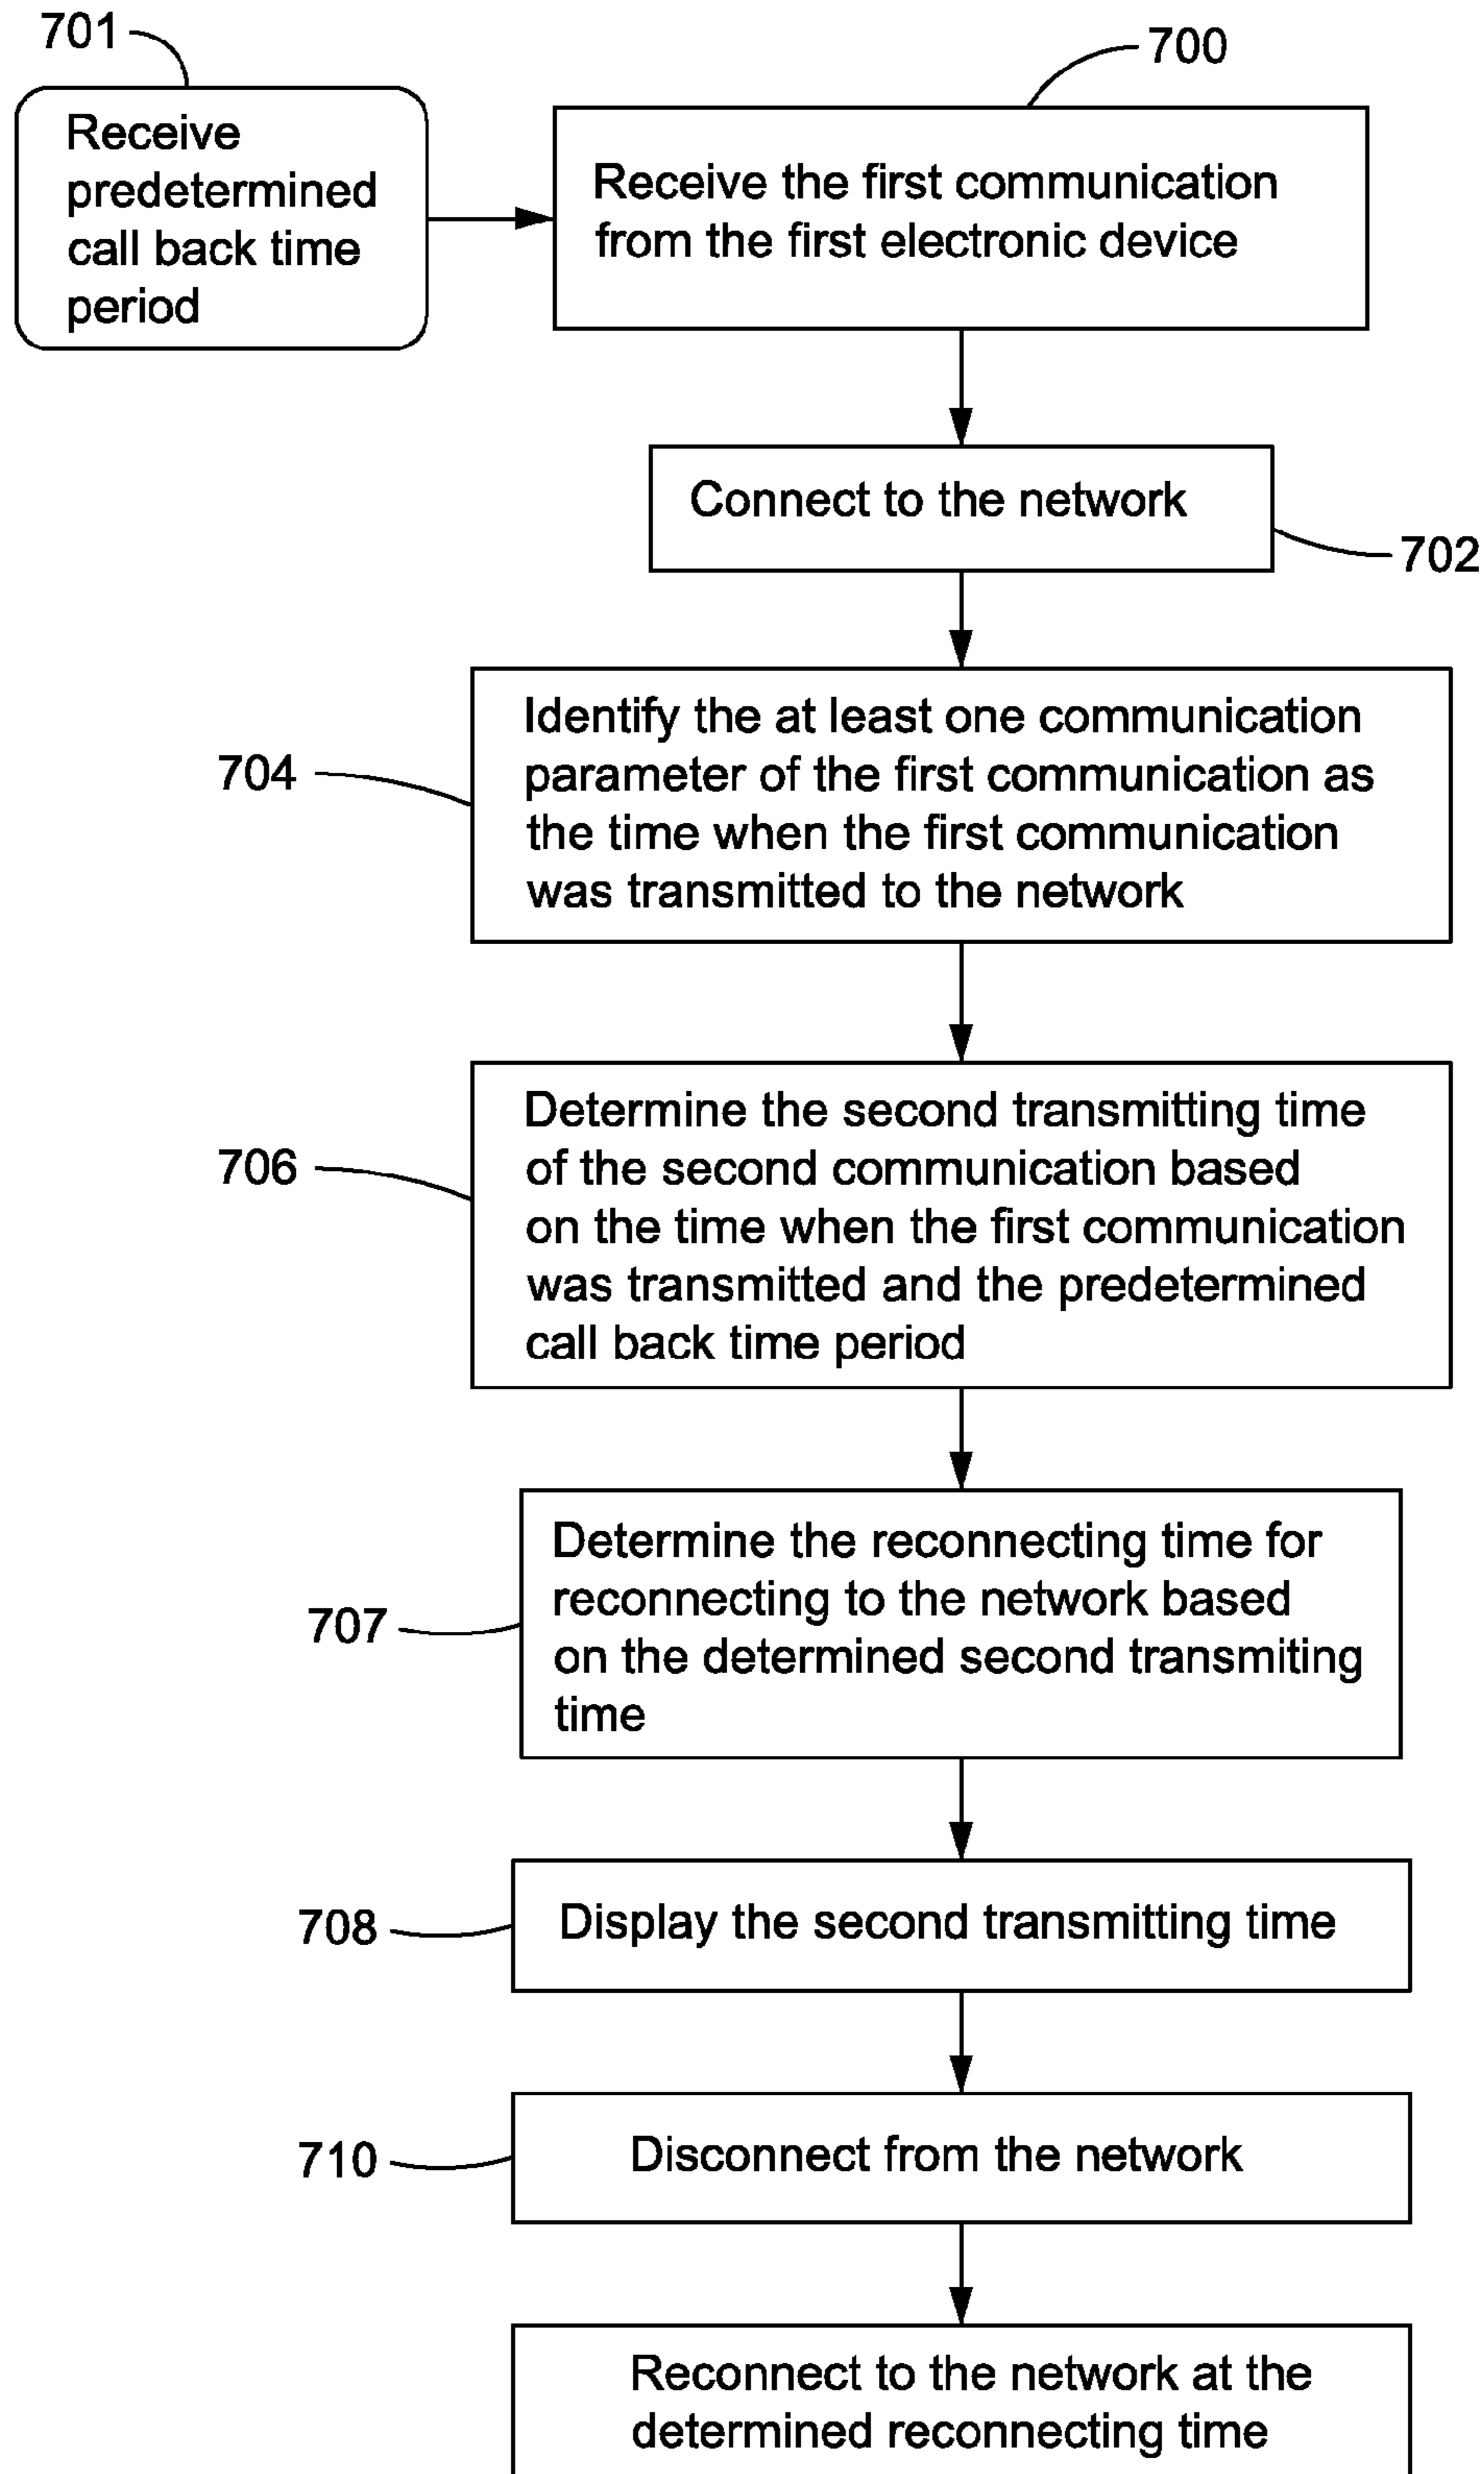 701
700
Receive
predetermined
call back time
period
Receive the first communication
from the first electronic device
Connect to the network
702
704
Identify the at least one communication
parameter of the first communication as
the time when the first communication
was transmitted to the network
706
Determine the second transmitting time
of the second communication based
on the time when the first communication
was transmitted and the predetermined
call back time period
707
Determine the reconnecting time for
reconnecting to the network based
on the determined second transmiting
time
708
Display the second transmitting time
710
Disconnect from the network
Reconnect to the network at the
determined reconnecting time